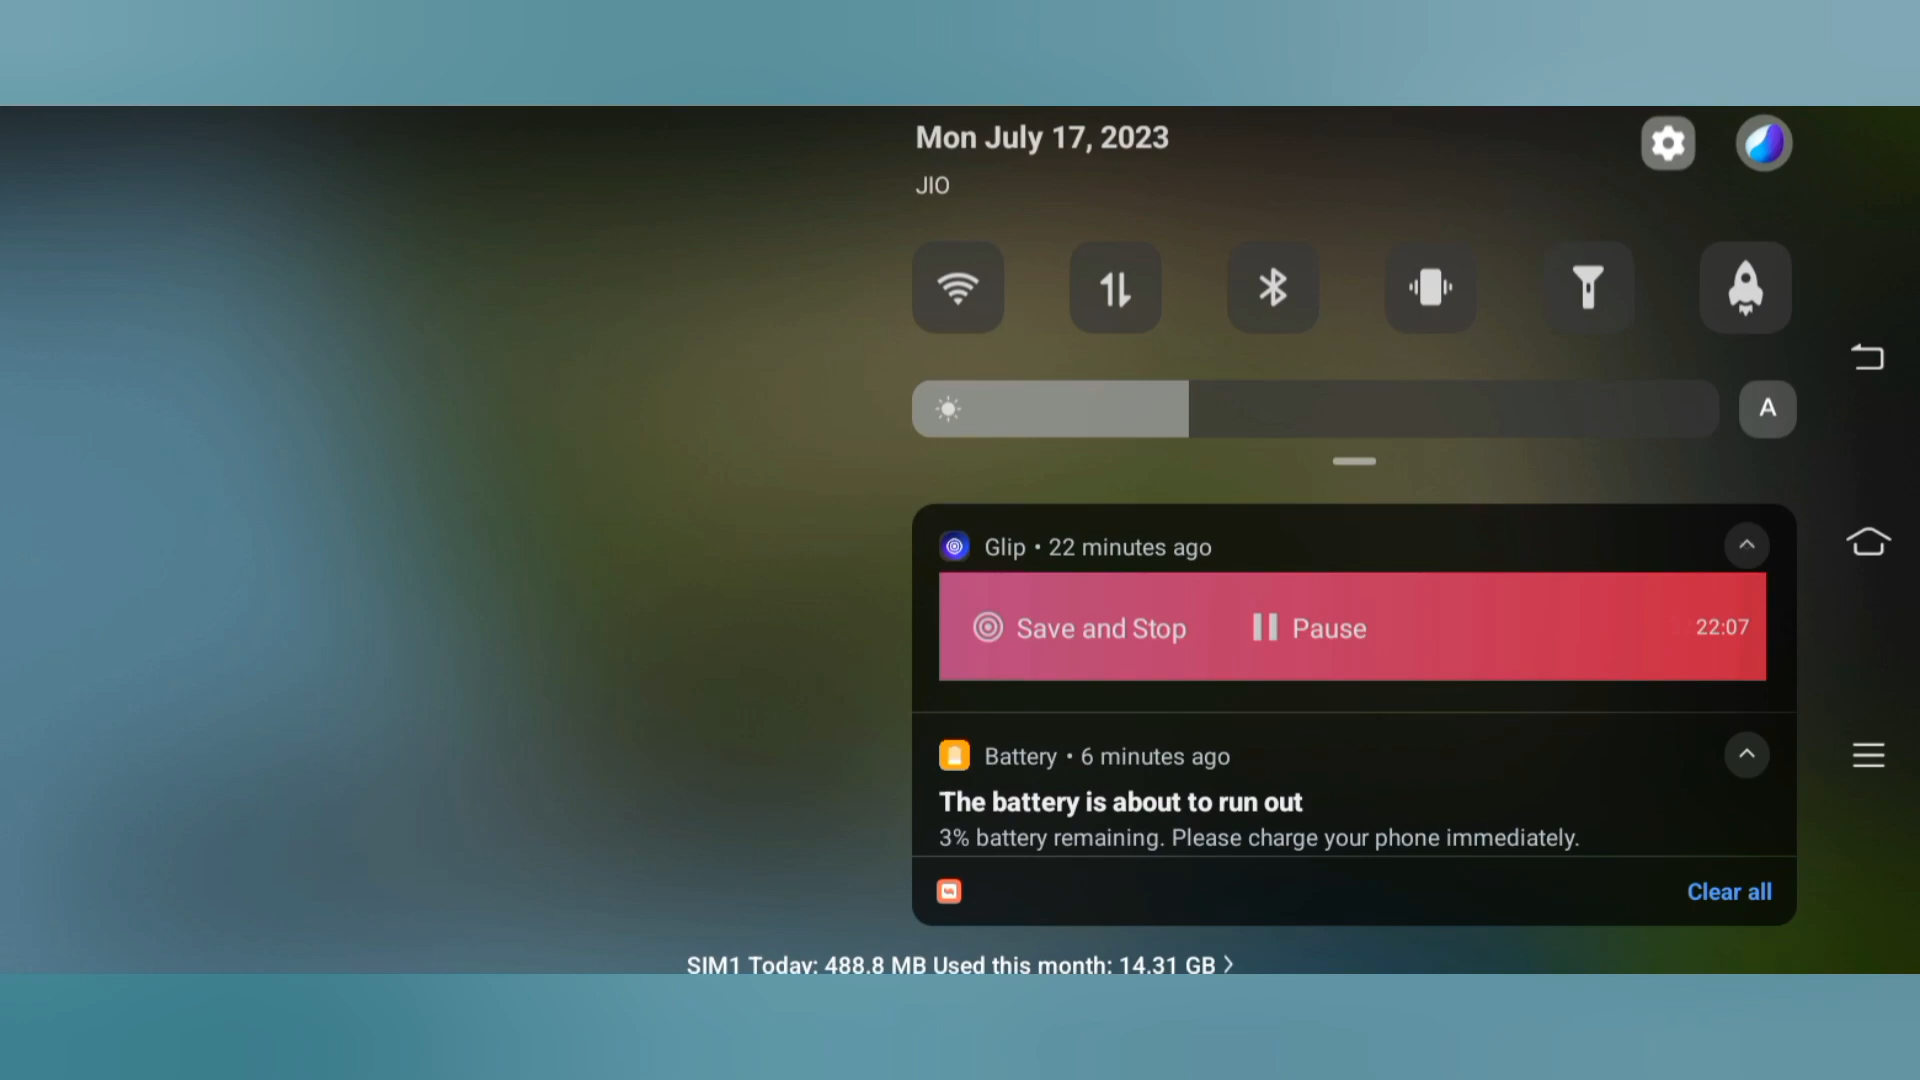 Mon July 17, 2023
JIO
A
Glip • 22 minutes ago
Save and Stop
Pause
22:07
Battery • 6 minutes ago
The battery is about to run out
3% battery remaining. Please charge your phone immediately.
Clear all
SIM1 Today: 488.8 MB Used this month: 14.31 GB